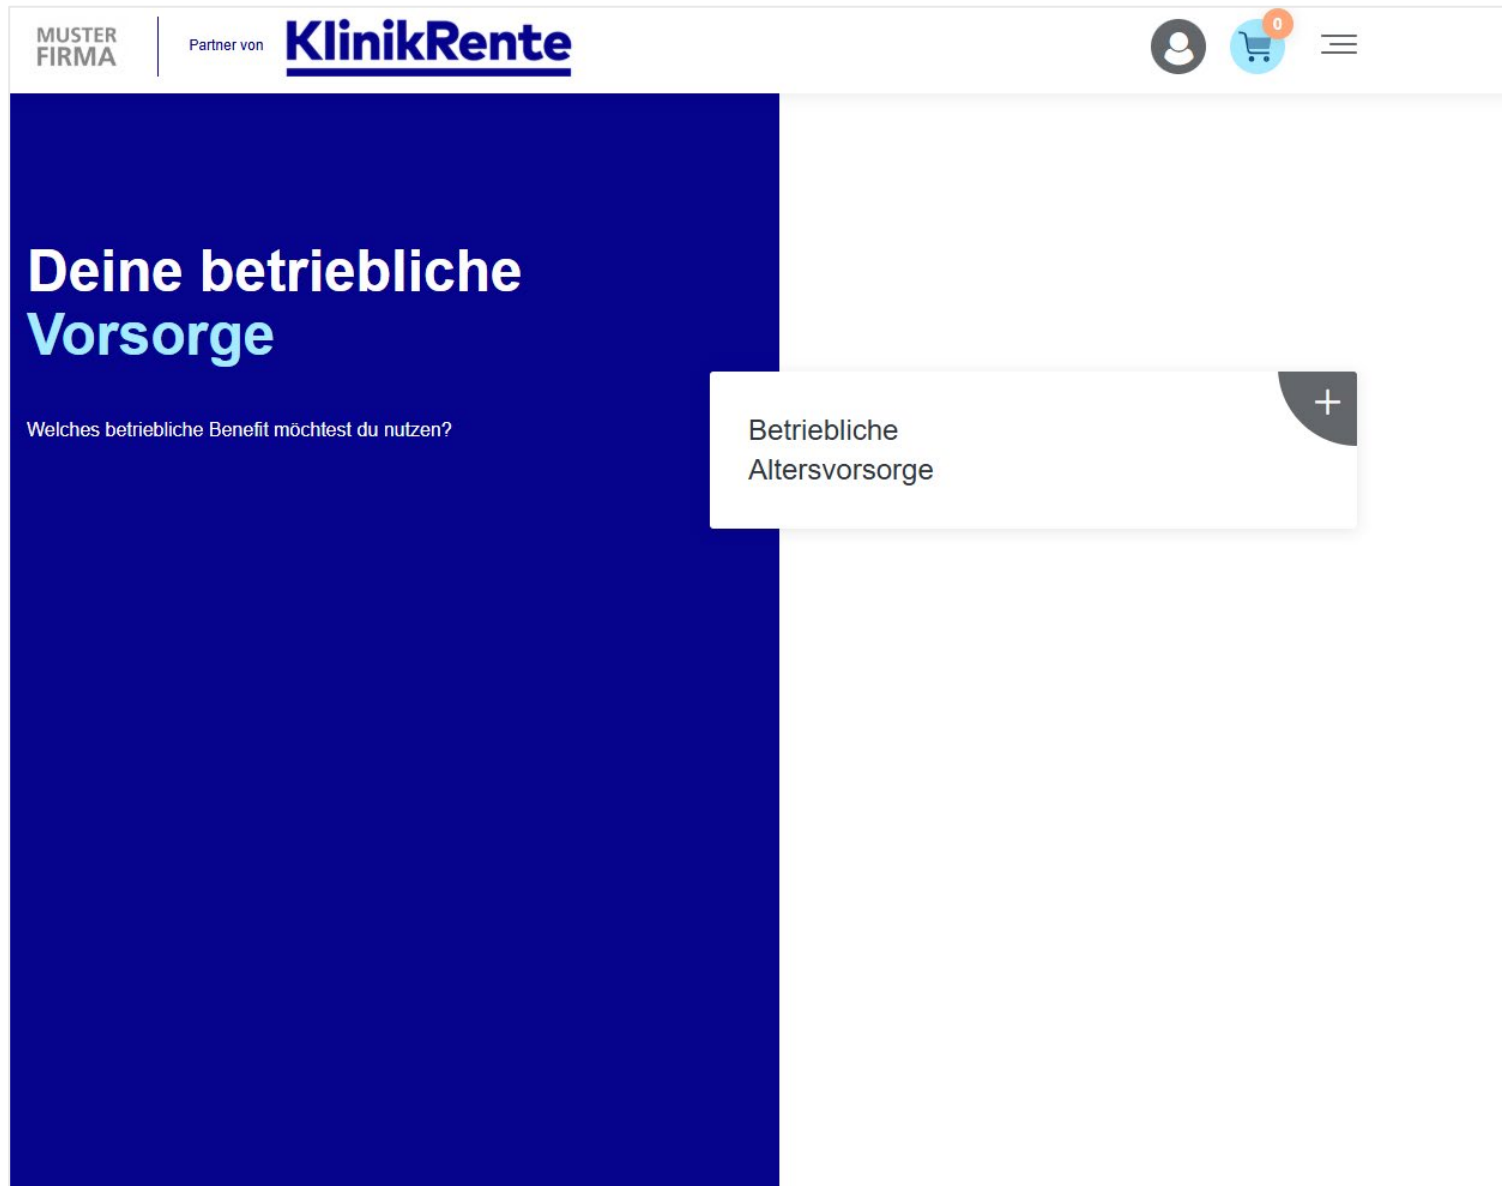 MUSTER
FIRMA
Partner von
KlinikRente
0
Deine betriebliche
Vorsorge
Welches betriebliche Benefit möchtest du nutzen?
Betriebliche
Altersvorsorge